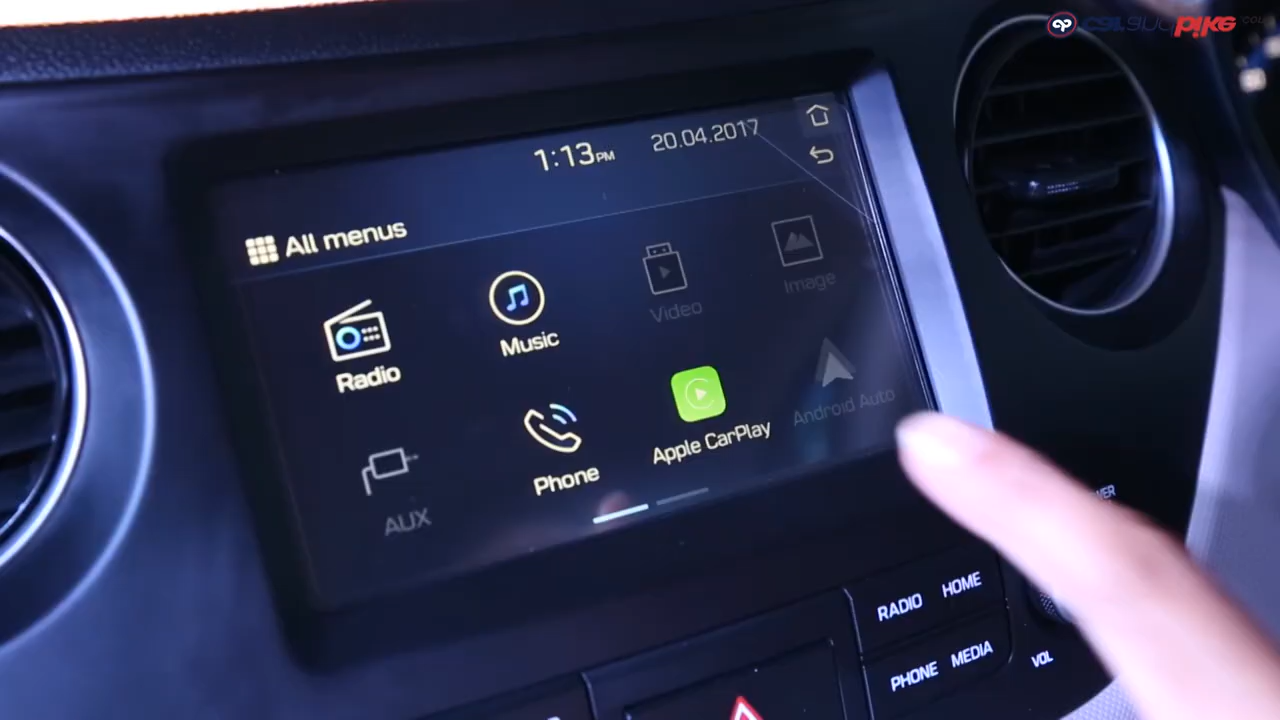 1:13 PM
20.04.2017
All menus
Radio
Music
Video
Image
AUX
Phone
Apple CarPlay
Android Auto
RADIO
HOME
PHONE
MEDIA
VOL